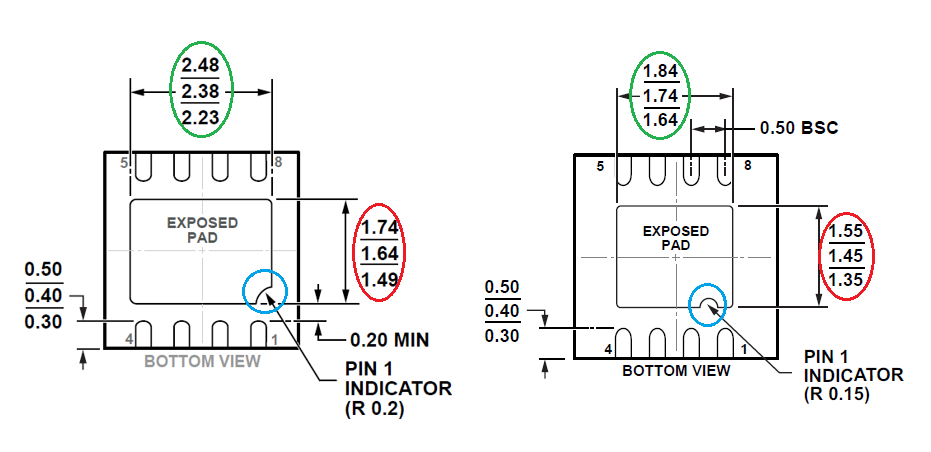 2.48
2.38
2.23
5
8
EXPOSED
PAD
1.74
1.64
1.49
0.50
0.40
0.30
0.20 MIN
4
1
BOTTOM VIEW
PIN 1
INDICATOR
(R 0.2)
1.84
1.74
1.64
0.50 BSC
5
8
EXPOSED
PAD
1.55
1.45
1.35
0.50
0.40
0.30
4
1
BOTTOM VIEW
PIN 1
INDICATOR
(R 0.15)